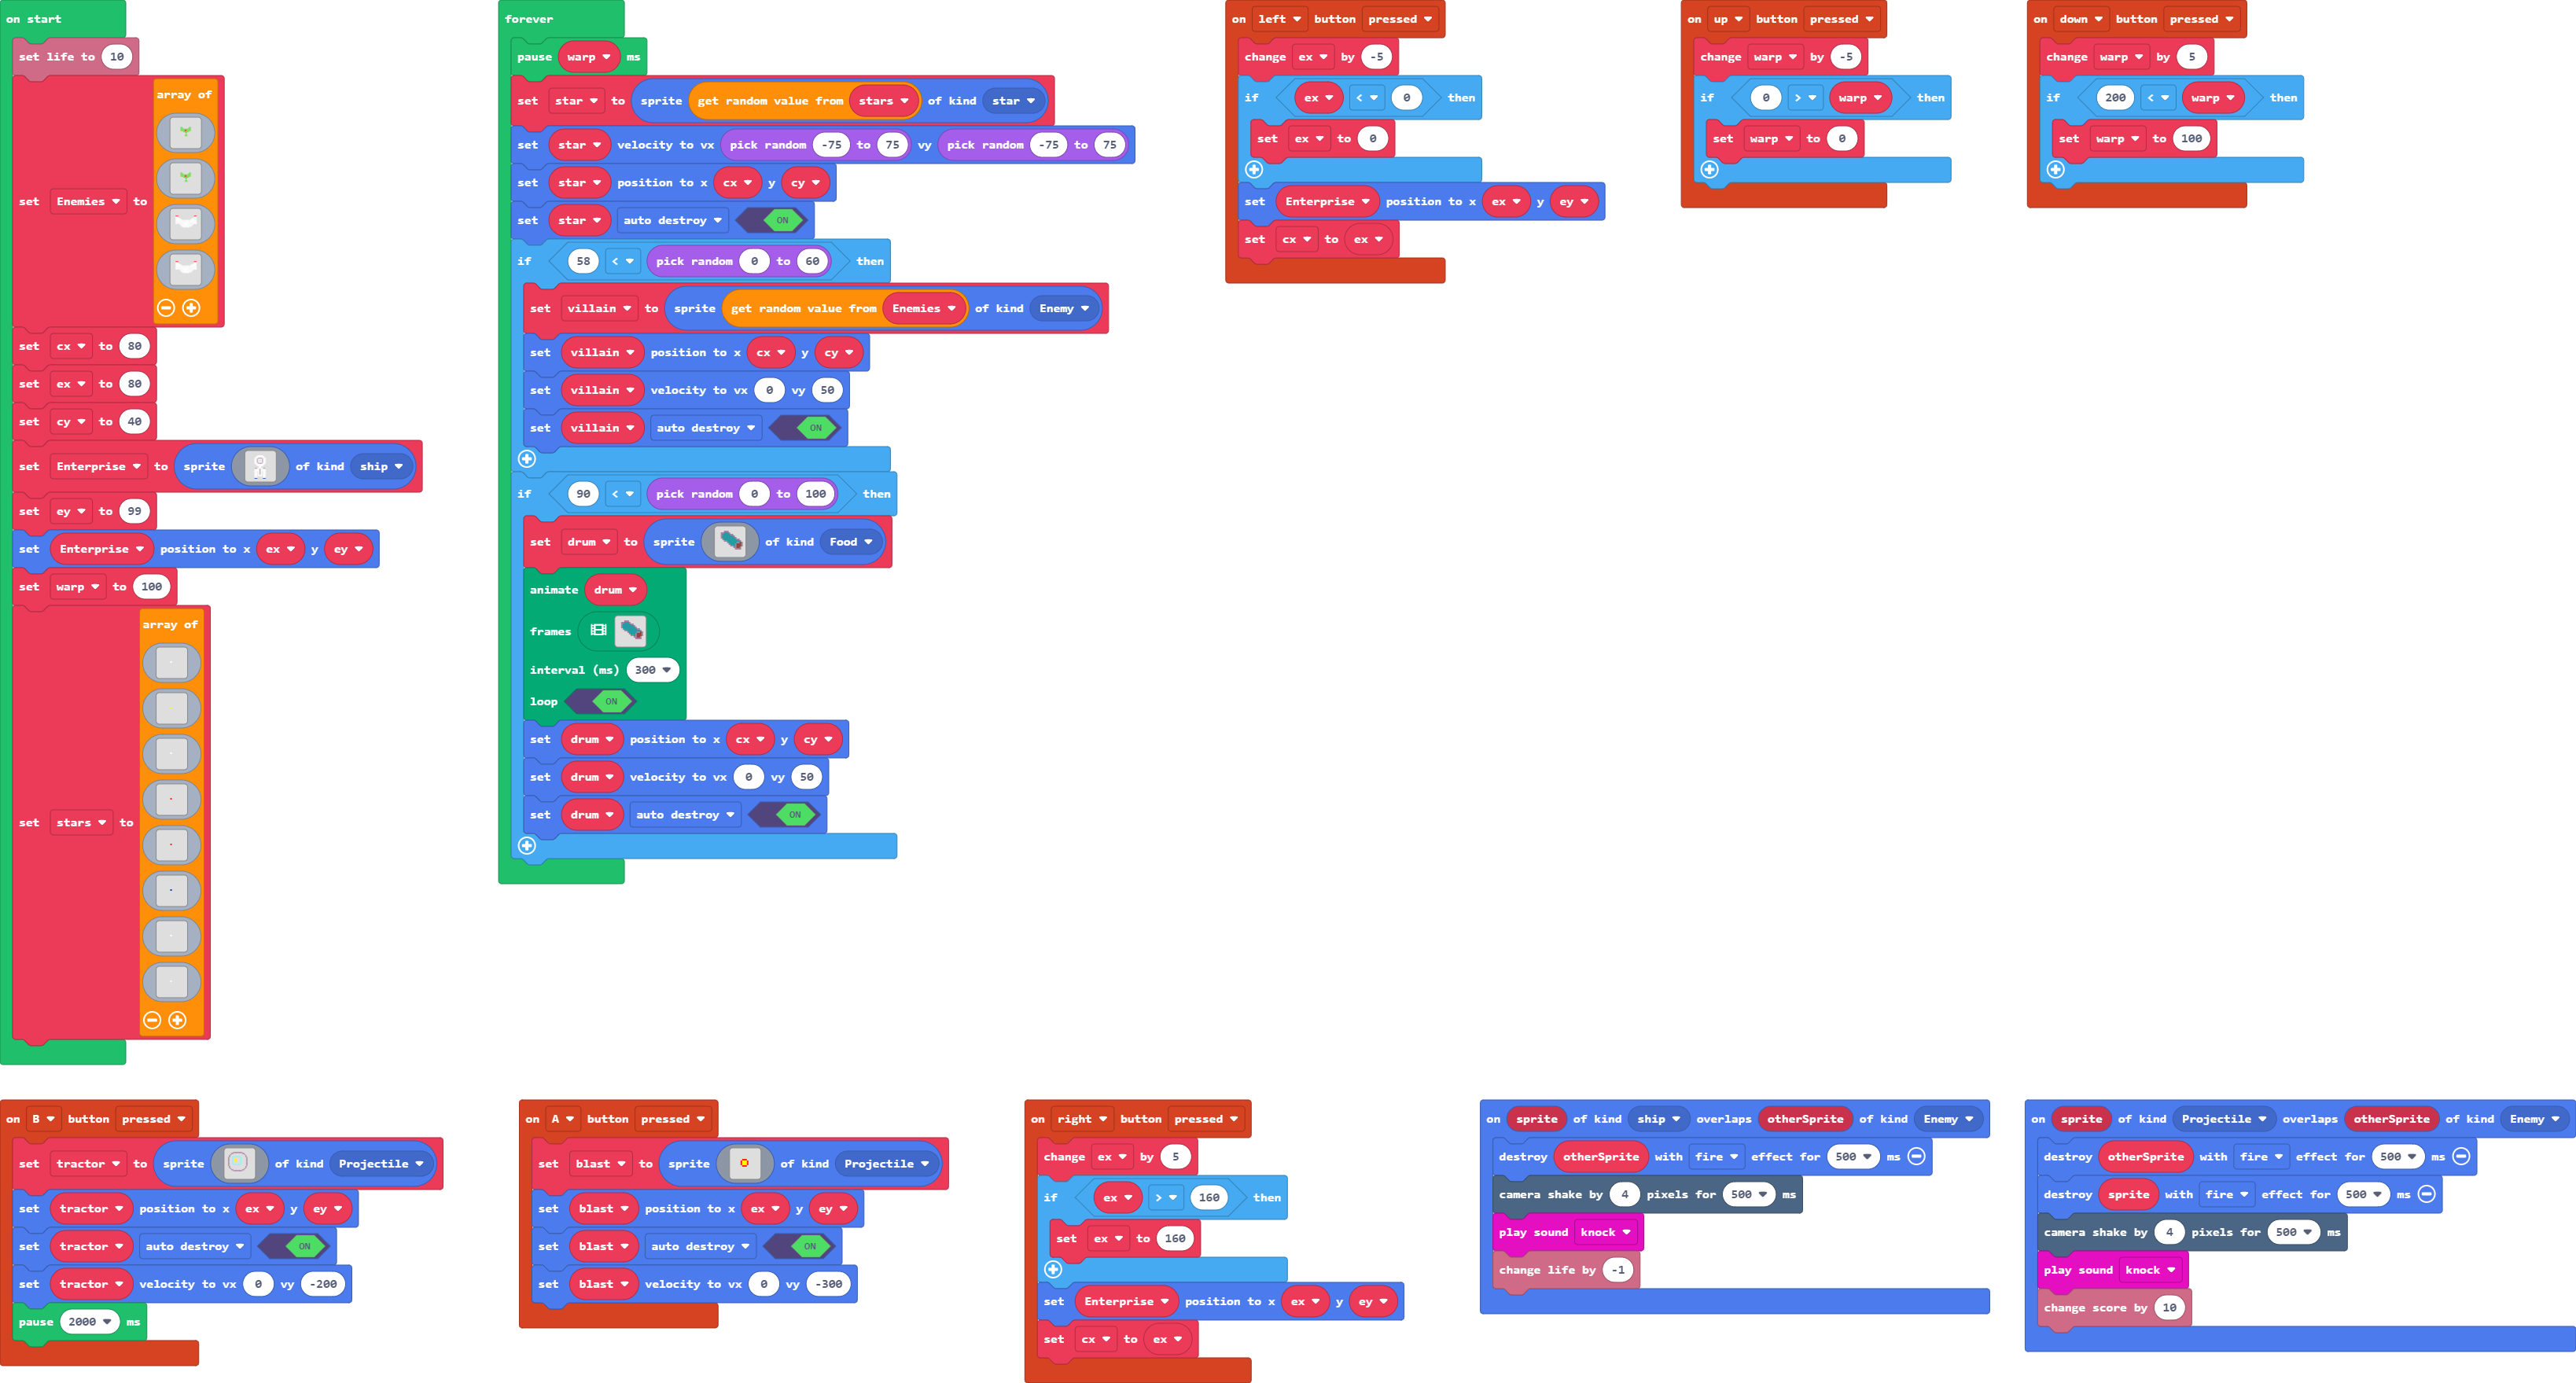 on start
set life to 10
set Enemies to array of
set cx to 80
set ex to 80
set cy to 40
set Enterprise to sprite of kind ship
set ey to 99
set Enterprise position to x ex y ey
set warp to 100
set stars to array of
forever
pause warp ms
set star to sprite get random value from stars of kind star
set star velocity to vx pick random -75 to 75 vy pick random -75 to 75
set star position to x cx y cy
set star auto destroy ON
if 58 < pick random 0 to 60 then
set villain to sprite get random value from Enemies of kind Enemy
set villain position to x cx y cy
set villain velocity to vx 0 vy 50
set villain auto destroy ON
if 90 < pick random 0 to 100 then
set drum to sprite of kind Food
animate drum
frames
interval (ms) 300
loop ON
set drum position to x cx y cy
set drum velocity to vx 0 vy 50
set drum auto destroy ON
on left button pressed
change ex by -5
if ex < 0 then
set ex to 0
set Enterprise position to x ex y ey
set cx to ex
on up button pressed
change warp by -5
if 0 > warp then
set warp to 0
on down button pressed
change warp by 5
if 200 < warp then
set warp to 100
on B button pressed
set tractor to sprite of kind Projectile
set tractor position to x ex y ey
set tractor auto destroy ON
set tractor velocity to vx 0 vy -200
pause 2000 ms
on A button pressed
set blast to sprite of kind Projectile
set blast position to x ex y ey
set blast auto destroy ON
set blast velocity to vx 0 vy -300
on right button pressed
change ex by 5
if ex > 160 then
set ex to 160
set Enterprise position to x ex y ey
set cx to ex
on sprite of kind ship overlaps otherSprite of kind Enemy
destroy otherSprite with fire effect for 500 ms
camera shake by 4 pixels for 500 ms
play sound knock
change life by -1
on sprite of kind Projectile overlaps otherSprite of kind Enemy
destroy otherSprite with fire effect for 500 ms
destroy sprite with fire effect for 500 ms
camera shake by 4 pixels for 500 ms
play sound knock
change score by 10